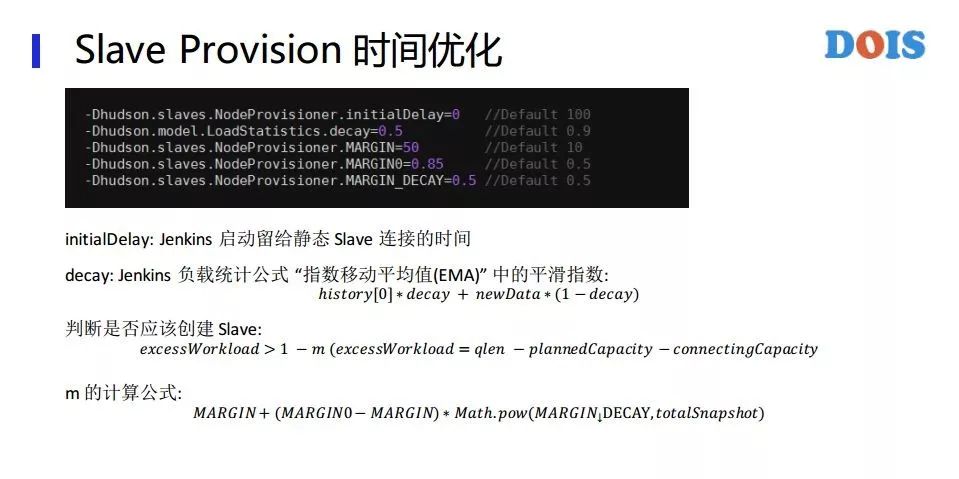 Slave Provision 时间优化
DOIS
-Dhudson.slaves.NodeProvisioner.initialDelay=0 //Default 100
-Dhudson.model.LoadStatistics.decay=0.5 //Default 0.9
-Dhudson.slaves.NodeProvisioner.MARGIN=50 //Default 10
-Dhudson.slaves.NodeProvisioner.MARGIN0=0.85 //Default 0.5
-Dhudson.slaves.NodeProvisioner.MARGIN_DECAY=0.5 //Default 0.5
initialDelay: Jenkins 启动留给静态 Slave 连接的时间
decay: Jenkins 负载统计公式 “指数移动平均值(EMA)” 中的平滑指数:
history[0] * decay + newData * (1 − decay)
判断是否应该创建 Slave:
excessWorkload > 1 − m (excessWorkload = qlen − plannedCapacity − connectingCapacity
m 的计算公式:
MARGIN + (MARGIN0 − MARGIN) * Math.pow(MARGIN↓DECAY, totalSnapshot)